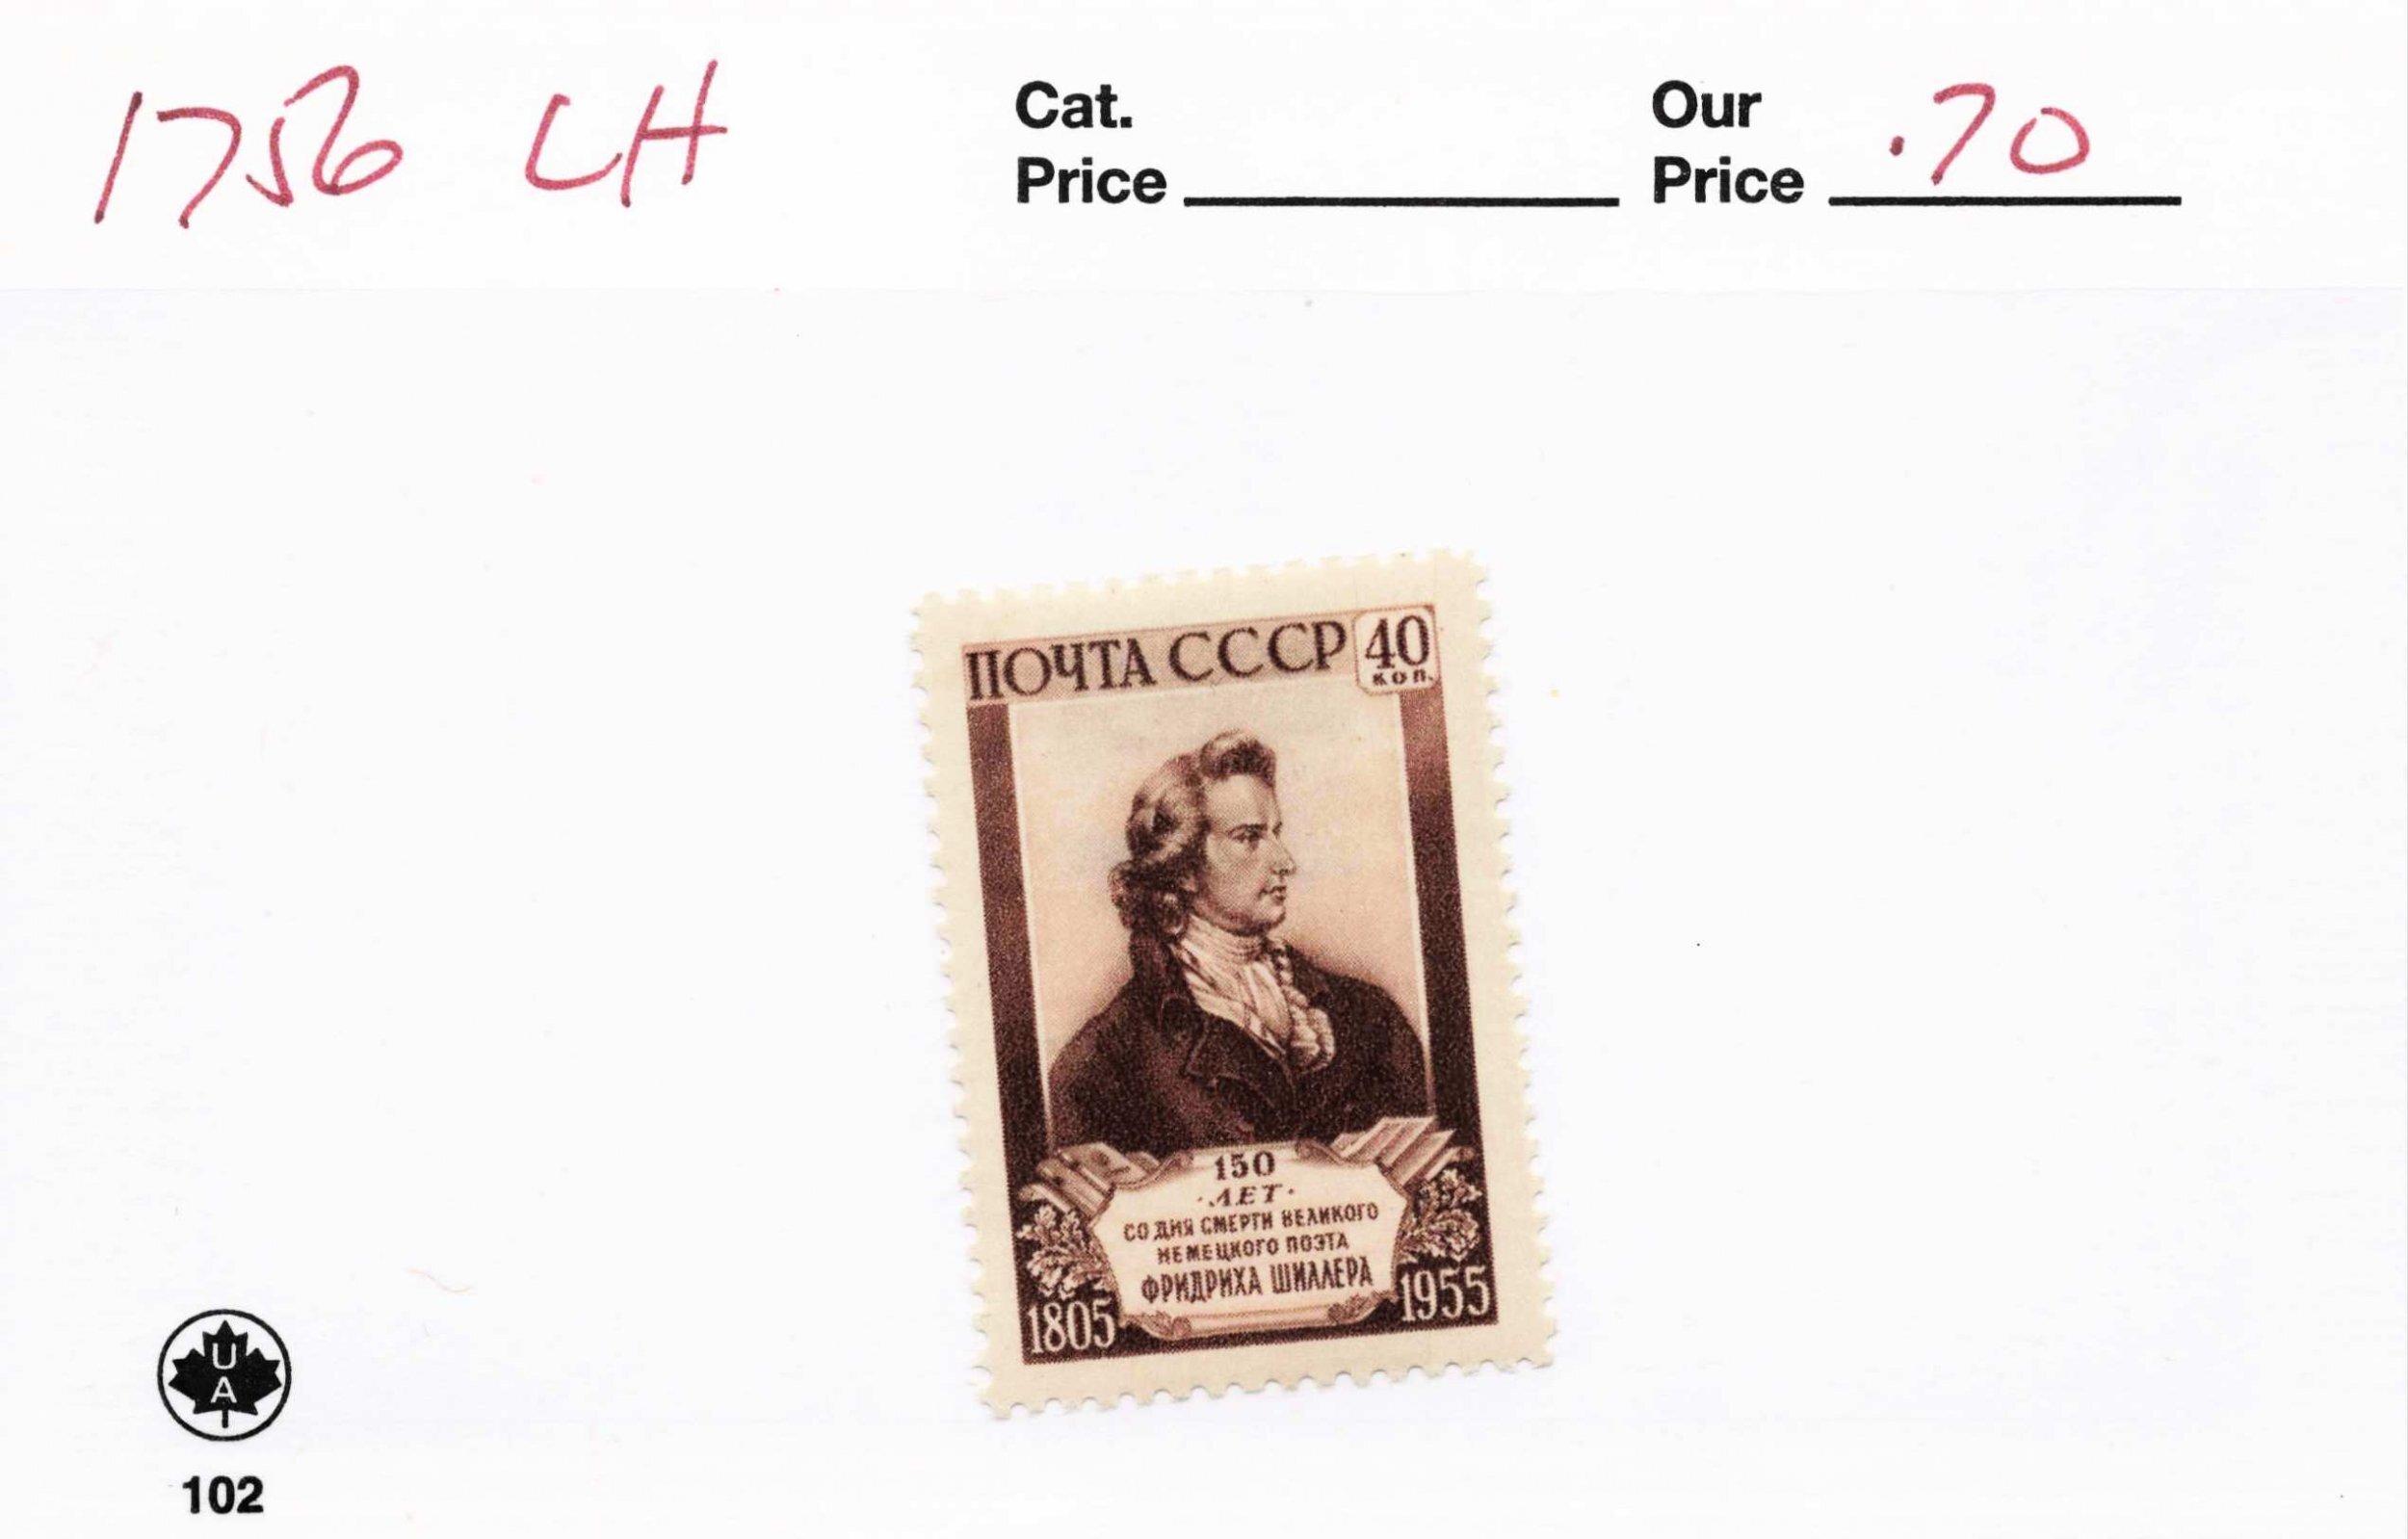 1756 LH
Cat.
Price
Our
Price .70
ПОЧТА СССР 40
коп.
150
·ЛЕТ·
СО ДНЯ СМЕРТИ ВЕЛИКОГО
НЕМЕЦКОГО ПОЭТА
ФРИДРИХА ШИЛЛЕРА
1805 1955
U
A
T
102